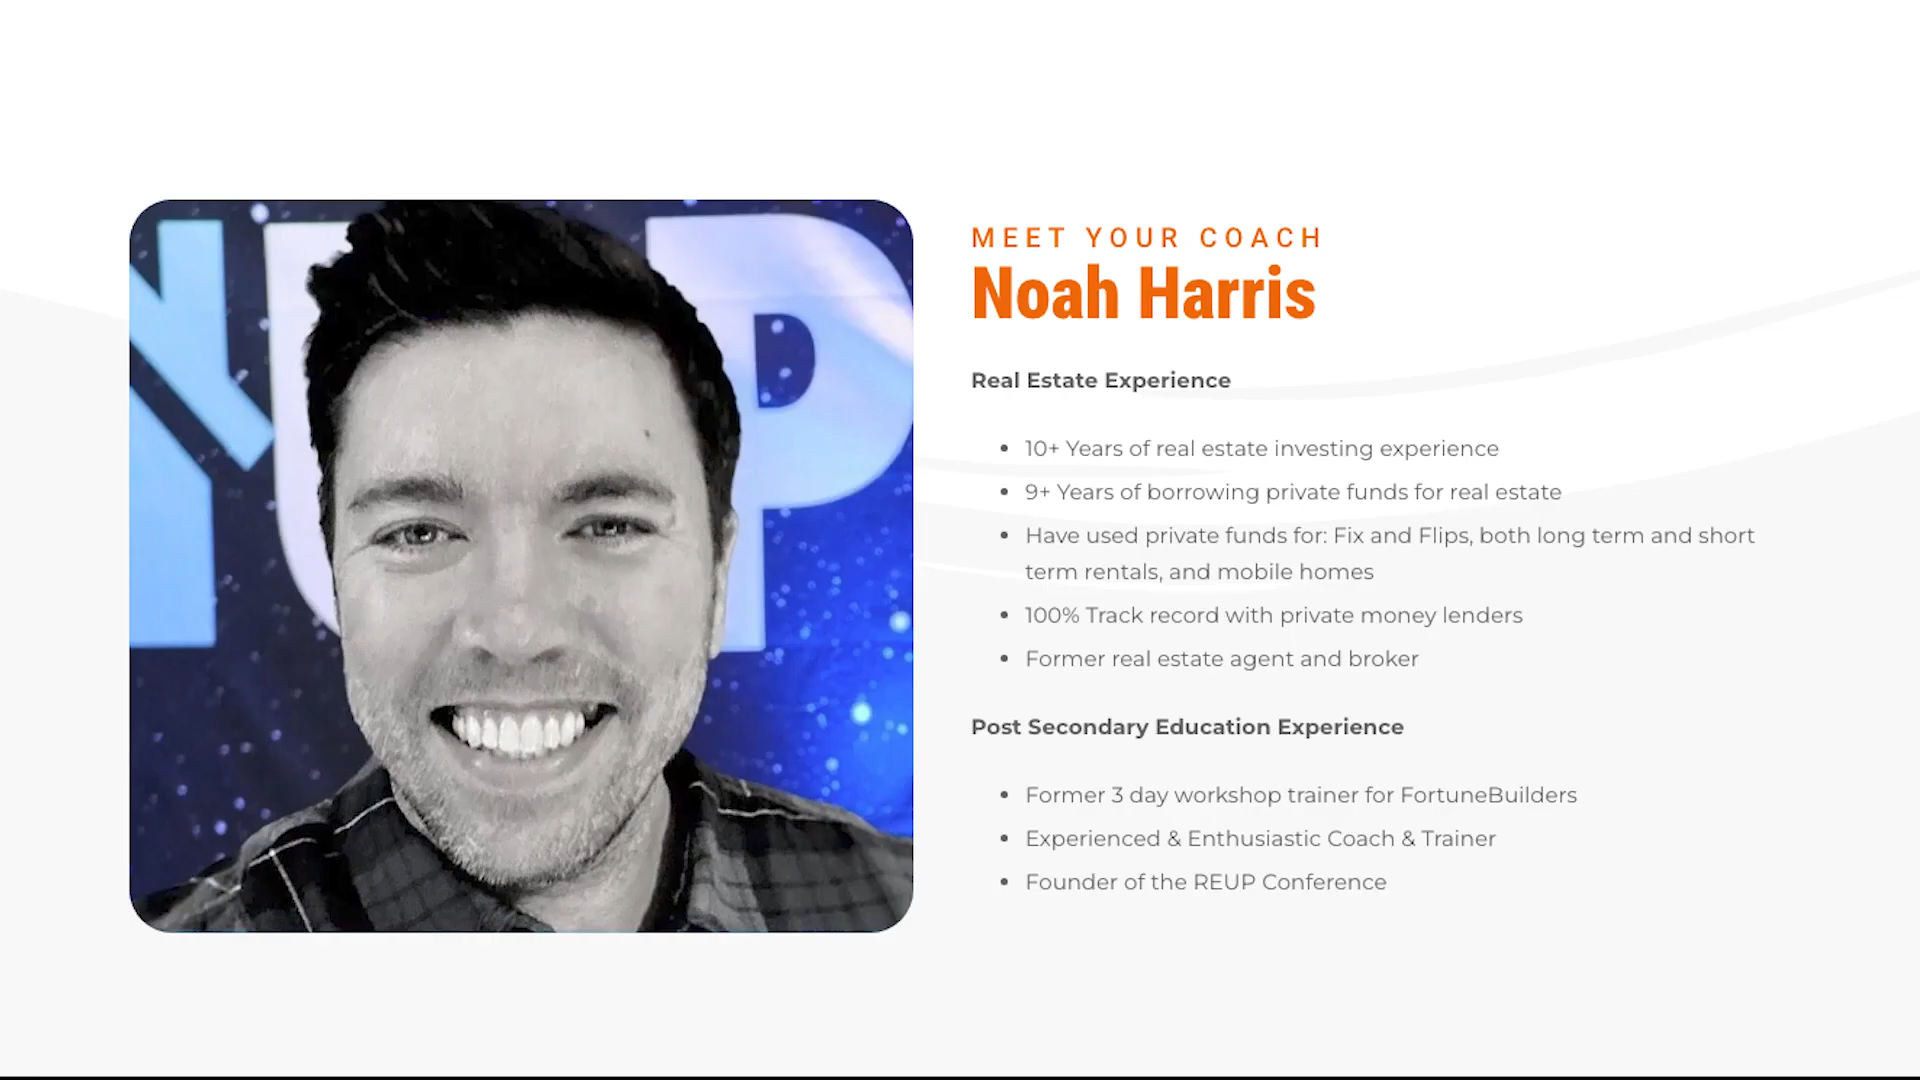 MEET YOUR COACH
Noah Harris
Real Estate Experience
• 10+ Years of real estate investing experience
• 9+ Years of borrowing private funds for real estate
• Have used private funds for: Fix and Flips, both long term and short
term rentals, and mobile homes
• 100% Track record with private money lenders
• Former real estate agent and broker
Post Secondary Education Experience
• Former 3 day workshop trainer for FortuneBuilders
• Experienced & Enthusiastic Coach & Trainer
• Founder of the REUP Conference